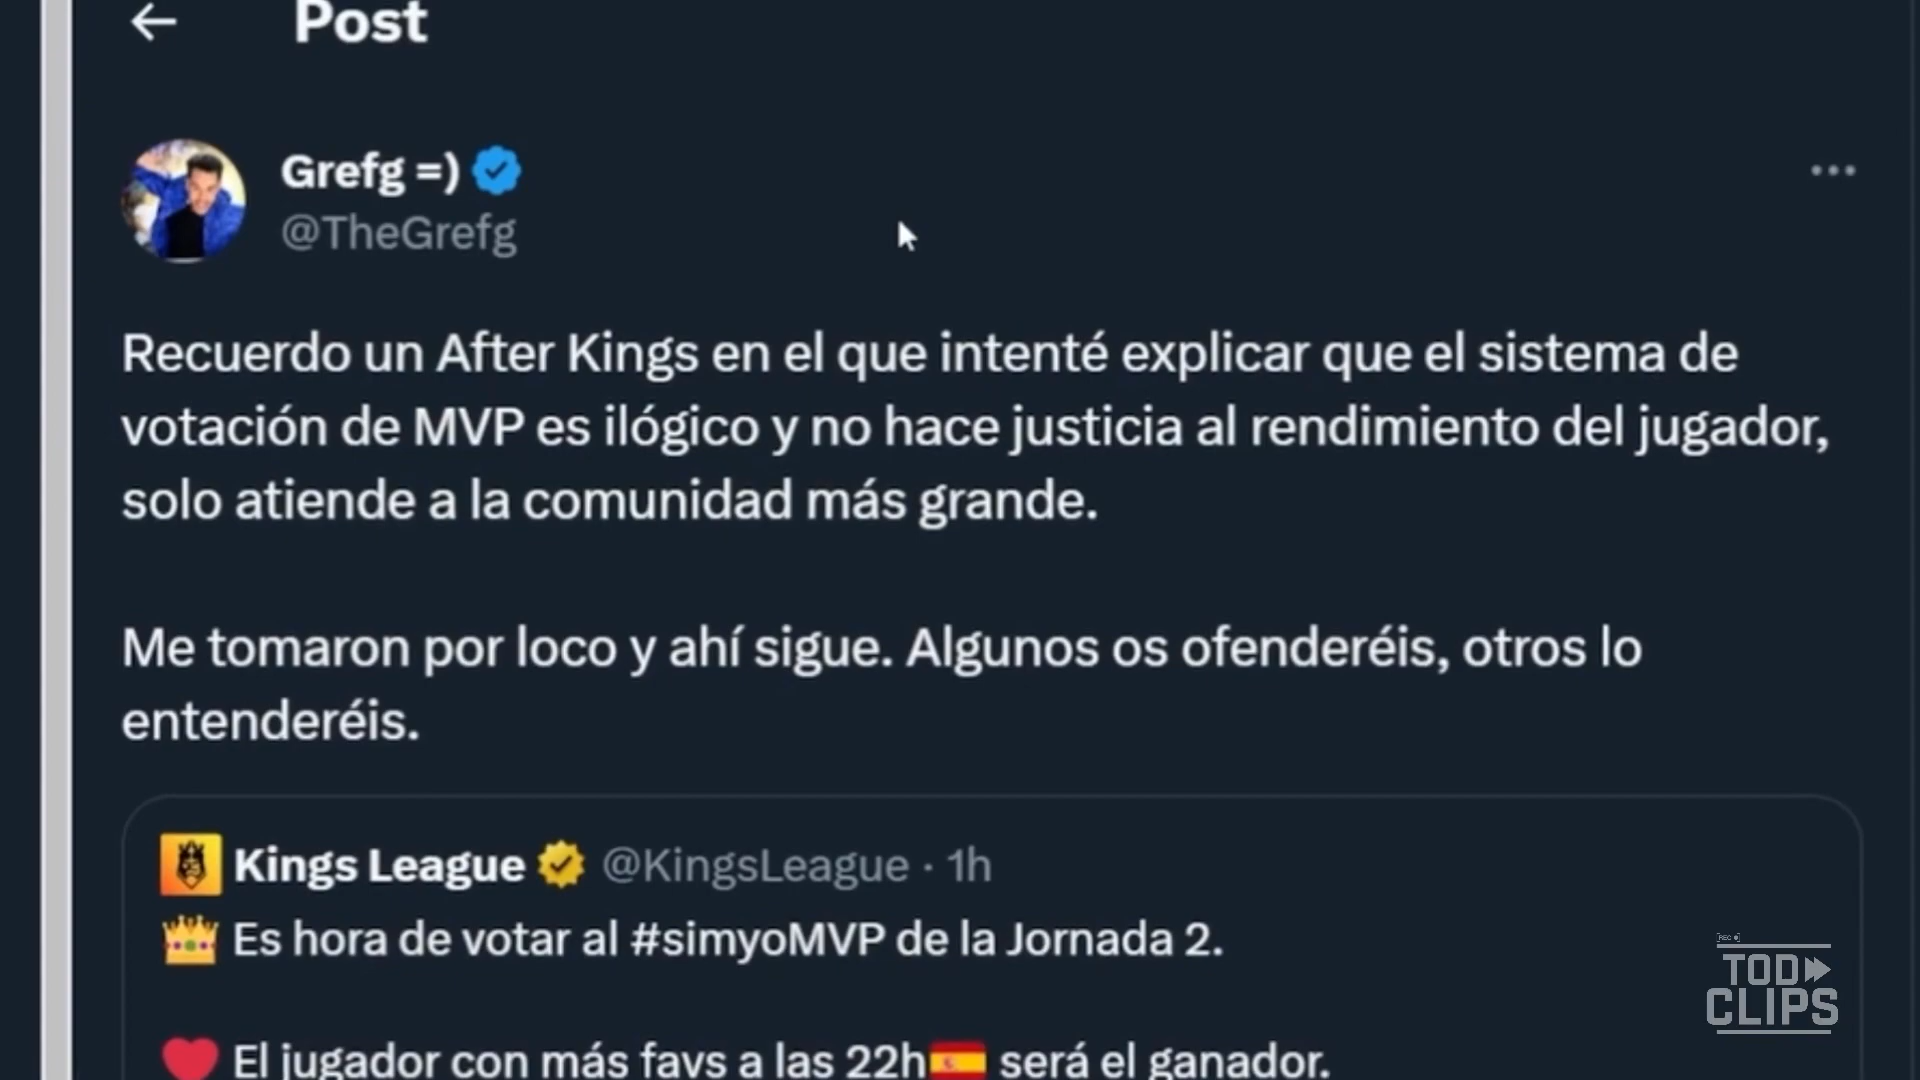 Post
Grefg =)
@TheGrefg
Recuerdo un After Kings en el que intenté explicar que el sistema de
votación de MVP es ilógico y no hace justicia al rendimiento del jugador,
solo atiende a la comunidad más grande.
Me tomaron por loco y ahí sigue. Algunos os ofenderéis, otros lo
entenderéis.
Kings League @KingsLeague · 1h
👑 Es hora de votar al #simyoMVP de la Jornada 2.
❤️ El jugador con más favs a las 22h🇪🇸 será el ganador.
REC
TOD
CLIPS